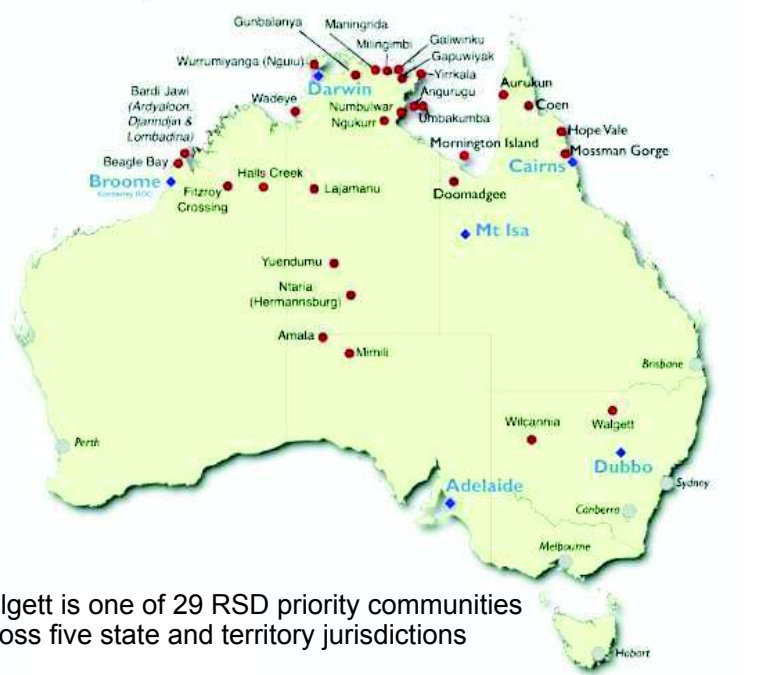 Gunbalanya
Maningrida
Milingimbi
Galiwinku
Gapuwiyak
Wurrumiyanga (Nguiu)
Yirrkala
Darwin
Angurugu
Bardi Jawi
(Ardyaloon,
Djarindjin &
Lombadina)
Wadeye
Numbulwar
Ngukurr
Umbakumba
Aurukun
Coen
Hope Vale
Mossman Gorge
Mornington Island
Cairns
Beagle Bay
Broome
Fitzroy
Crossing
Halls Creek
Lajamanu
Doomadgee
Mt Isa
Yuendumu
Ntaria
(Hermannsburg)
Amala
Mimili
Brisbane
Wilcannia
Walgett
Perth
Dubbo
Adelaide
Sydney
Canberra
Melbourne
lgett is one of 29 RSD priority communities
oss five state and territory jurisdictions
Hobart